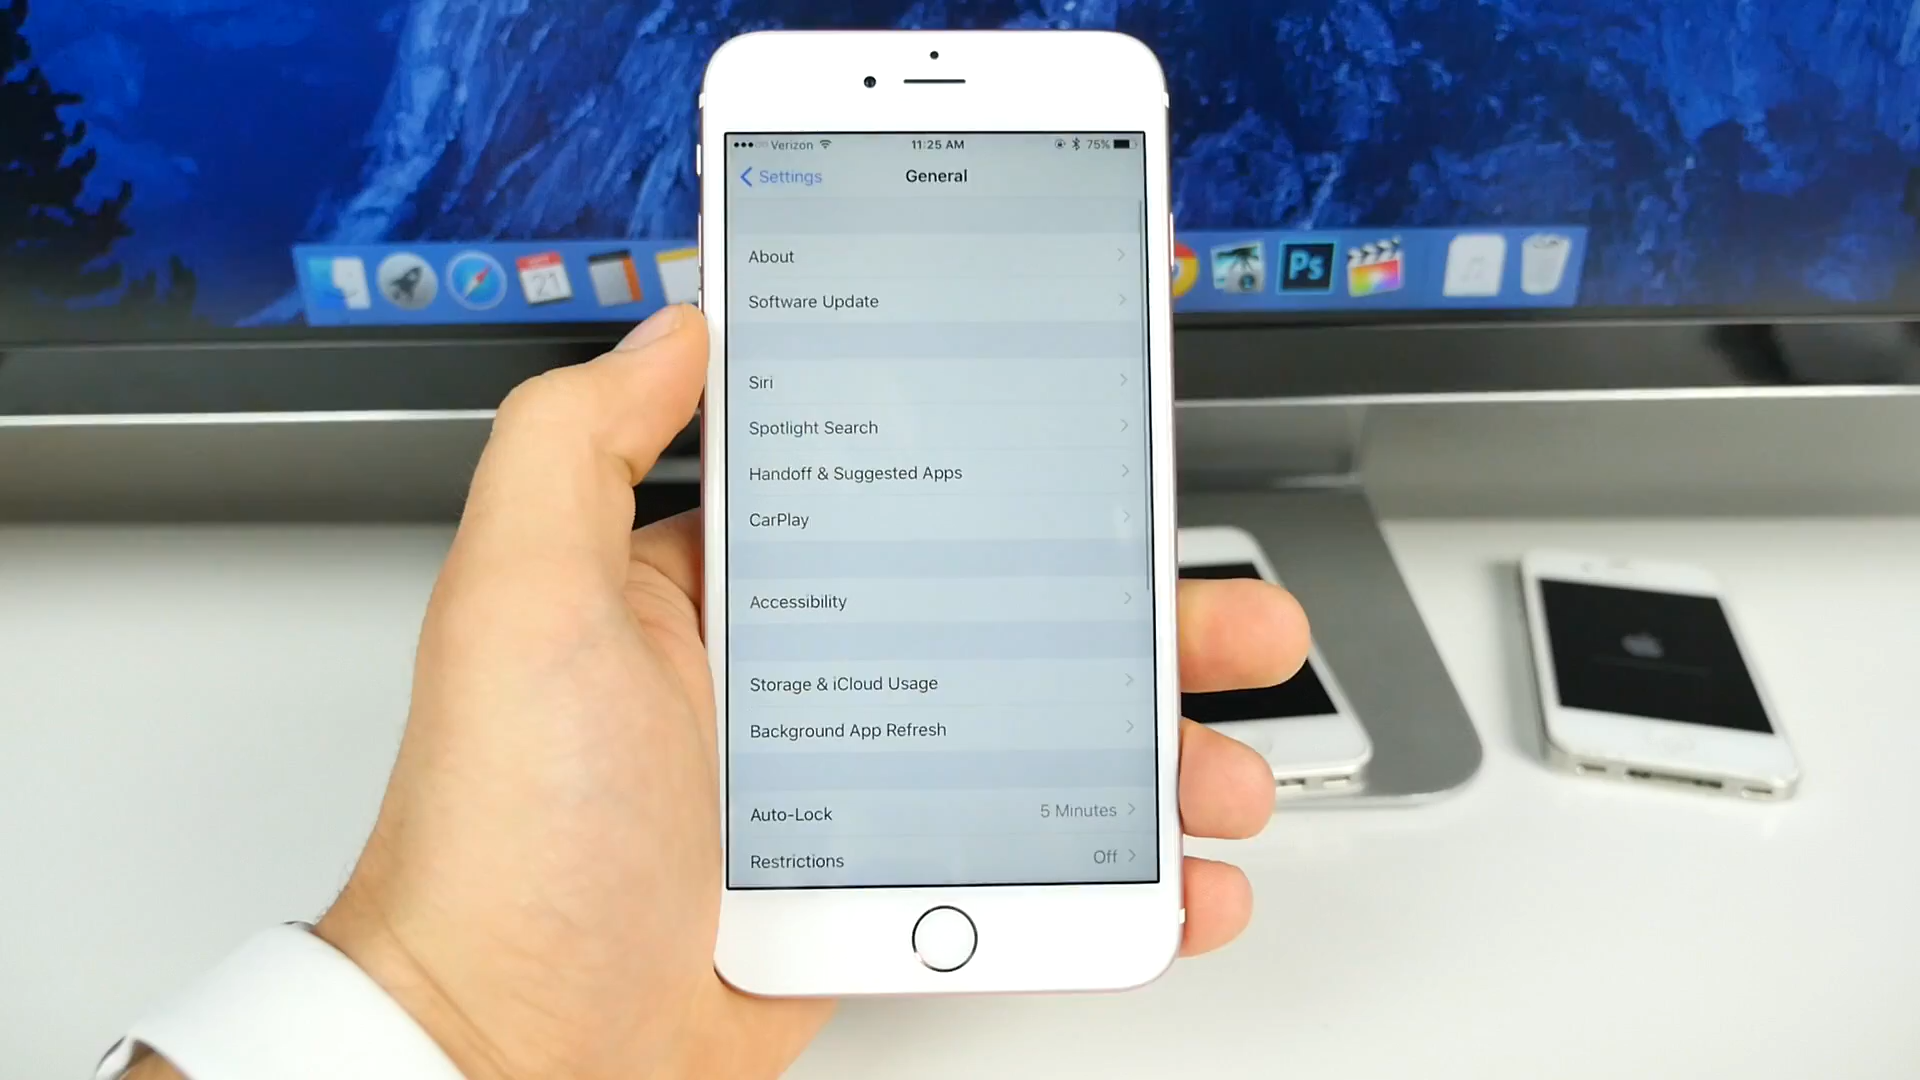 Verizon 11:25 AM 75%
Settings General
About
Software Update
Siri
Spotlight Search
Handoff & Suggested Apps
CarPlay
Accessibility
Storage & iCloud Usage
Background App Refresh
Auto-Lock 5 Minutes
Restrictions Off
21
Ps